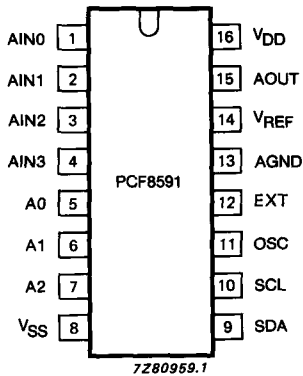 AIN0 1 16 VDD
AIN1 2 15 AOUT
AIN2 3 14 VREF
AIN3 4 13 AGND
PCF8591
A0 5 12 EXT
A1 6 11 OSC
A2 7 10 SCL
VSS 8 9 SDA
7Z80959.1